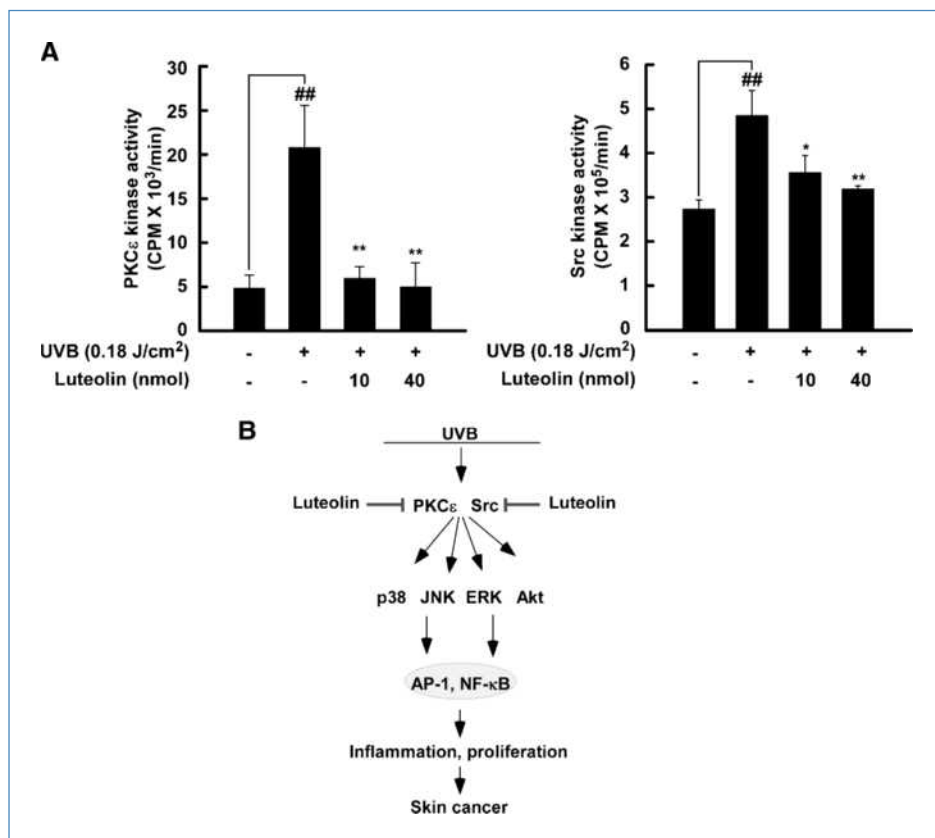 A
PKCε kinase activity
(CPM X 10³/min)
30
25
20
15
10
5
0
##
**
**
UVB (0.18 J/cm²) - + + +
Luteolin (nmol) - - 10 40
Src kinase activity
(CPM X 10⁵/min)
6
5
4
3
2
1
0
##
*
**
UVB (0.18 J/cm²) - + + +
Luteolin (nmol) - - 10 40
B
UVB
Luteolin PKCε Src Luteolin
p38 JNK ERK Akt
AP-1, NF-κB
Inflammation, proliferation
Skin cancer